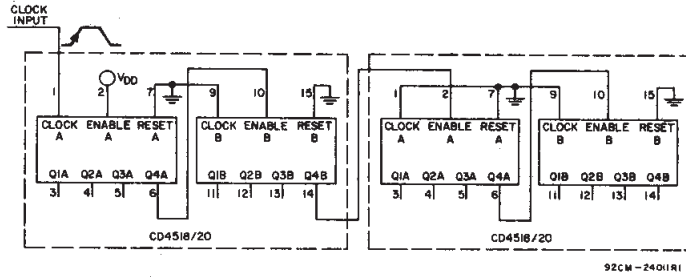 CLOCK
INPUT
VDD
1 2 7 9 10 15 1 2 7 9 10 15
CLOCK ENABLE RESET CLOCK ENABLE RESET CLOCK ENABLE RESET CLOCK ENABLE RESET
A A A B B B A A A B B B
Q1A Q2A Q3A Q4A Q1B Q2B Q3B Q4B Q1A Q2A Q3A Q4A Q1B Q2B Q3B Q4B
3 4 5 6 11 12 13 14 3 4 5 6 11 12 13 14
CD4518/20 CD4518/20
92CM-24011R1